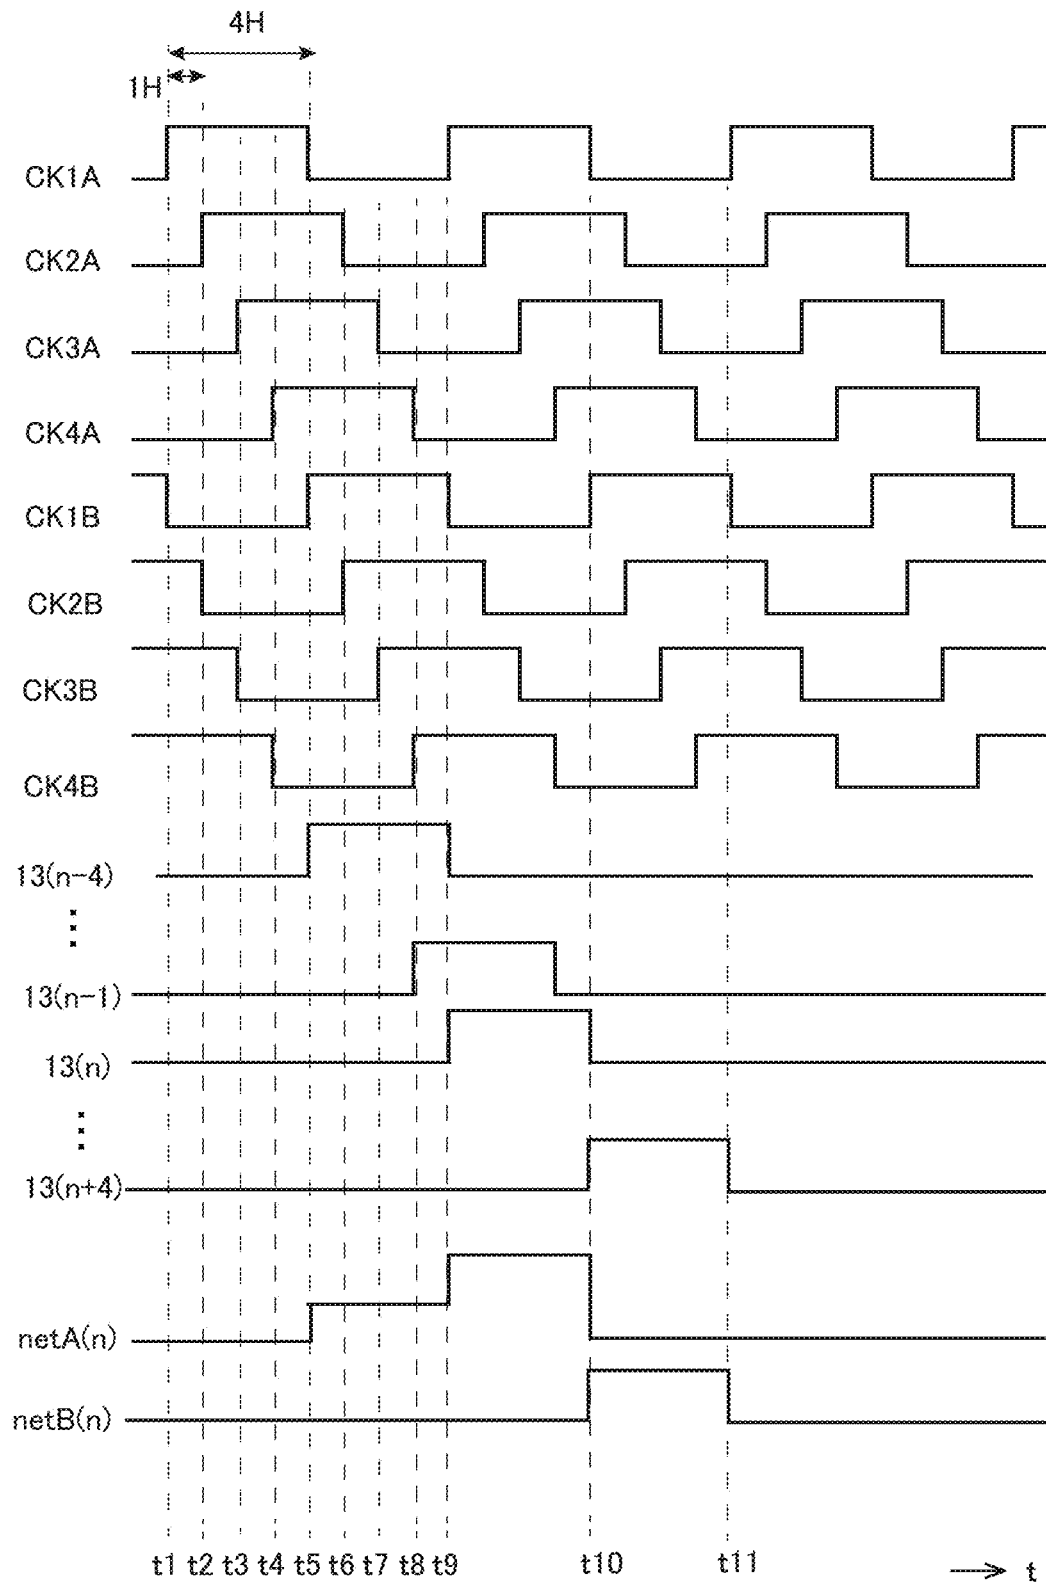 4H
1H
CK1A
CK2A
CK3A
CK4A
CK1B
CK2B
CK3B
CK4B
13(n-4)
13(n-1)
13(n)
13(n+4)
netA(n)
netB(n)
t1 t2 t3 t4 t5 t6 t7 t8 t9 t10 t11 t